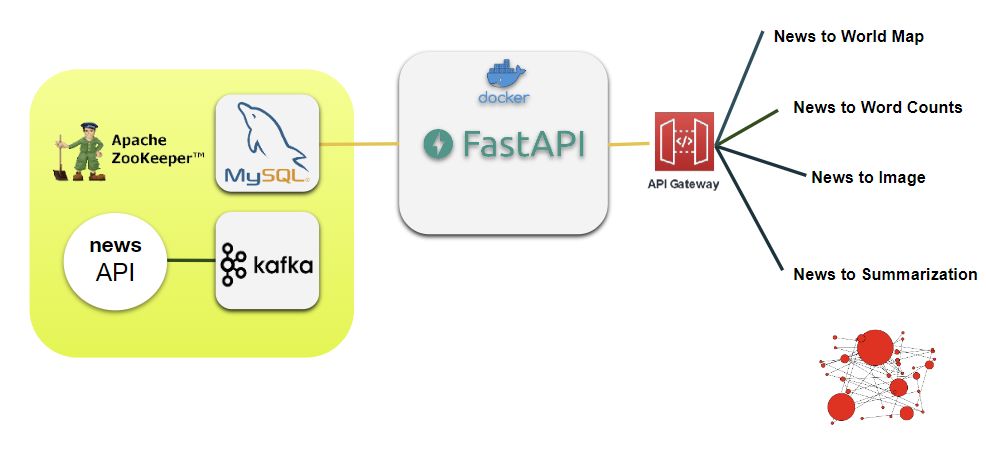 Apache
ZooKeeper™
MySQL®
news
API
kafka
docker
FastAPI
API Gateway
News to World Map
News to Word Counts
News to Image
News to Summarization